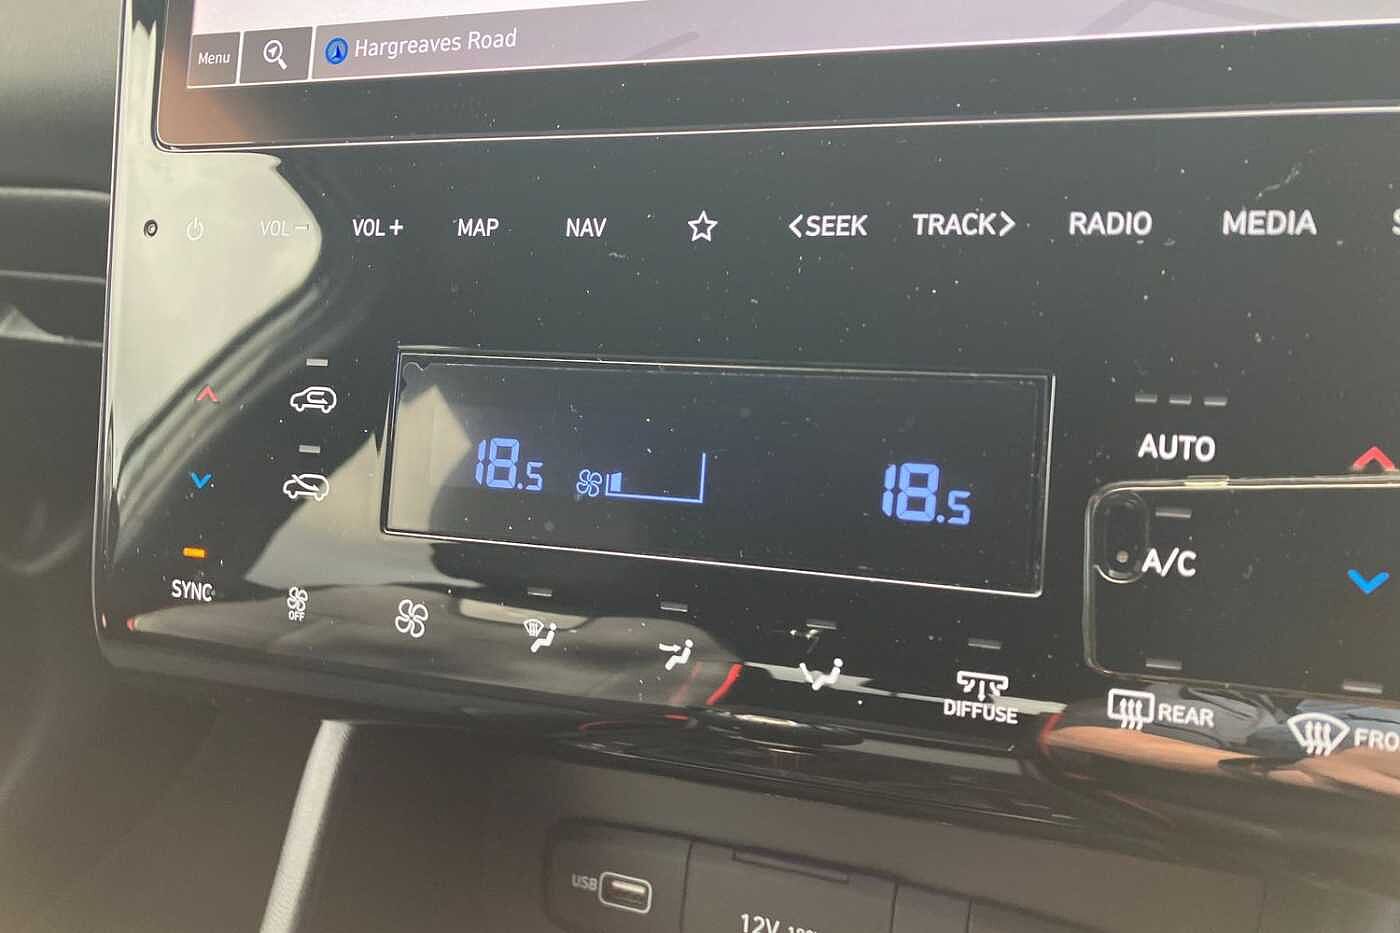 Menu
Hargreaves Road
VOL−
VOL+
MAP
NAV
<SEEK
TRACK>
RADIO
MEDIA
18.5
18.5
AUTO
A/C
SYNC
OFF
DIFFUSE
REAR
USB
12V